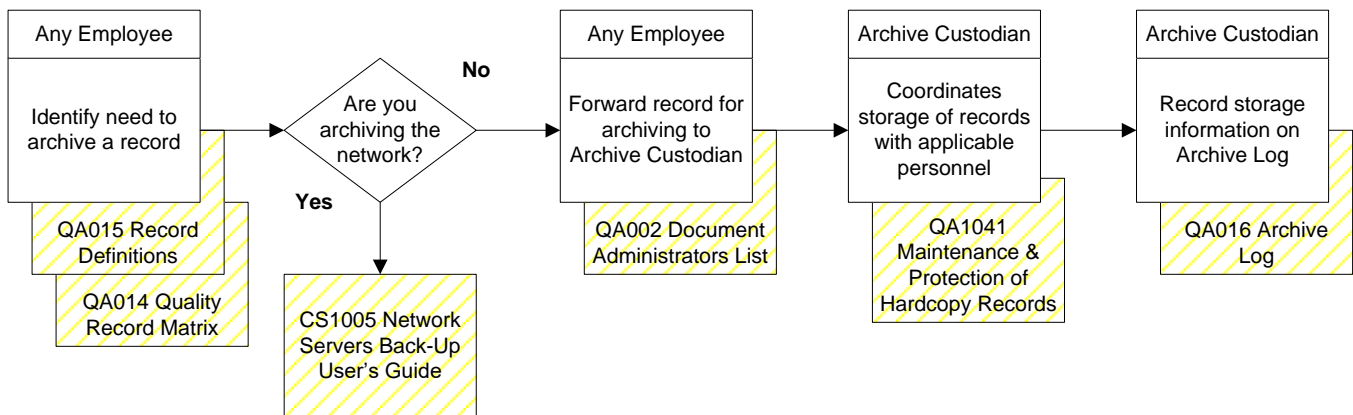 Any Employee
Identify need to
archive a record
QA015 Record
Definitions
QA014 Quality
Record Matrix
Are you
archiving the
network?
No
Yes
CS1005 Network
Servers Back-Up
User's Guide
Any Employee
Forward record for
archiving to
Archive Custodian
QA002 Document
Administrators List
Archive Custodian
Coordinates
storage of records
with applicable
personnel
QA1041
Maintenance &
Protection of
Hardcopy Records
Archive Custodian
Record storage
information on
Archive Log
QA016 Archive
Log